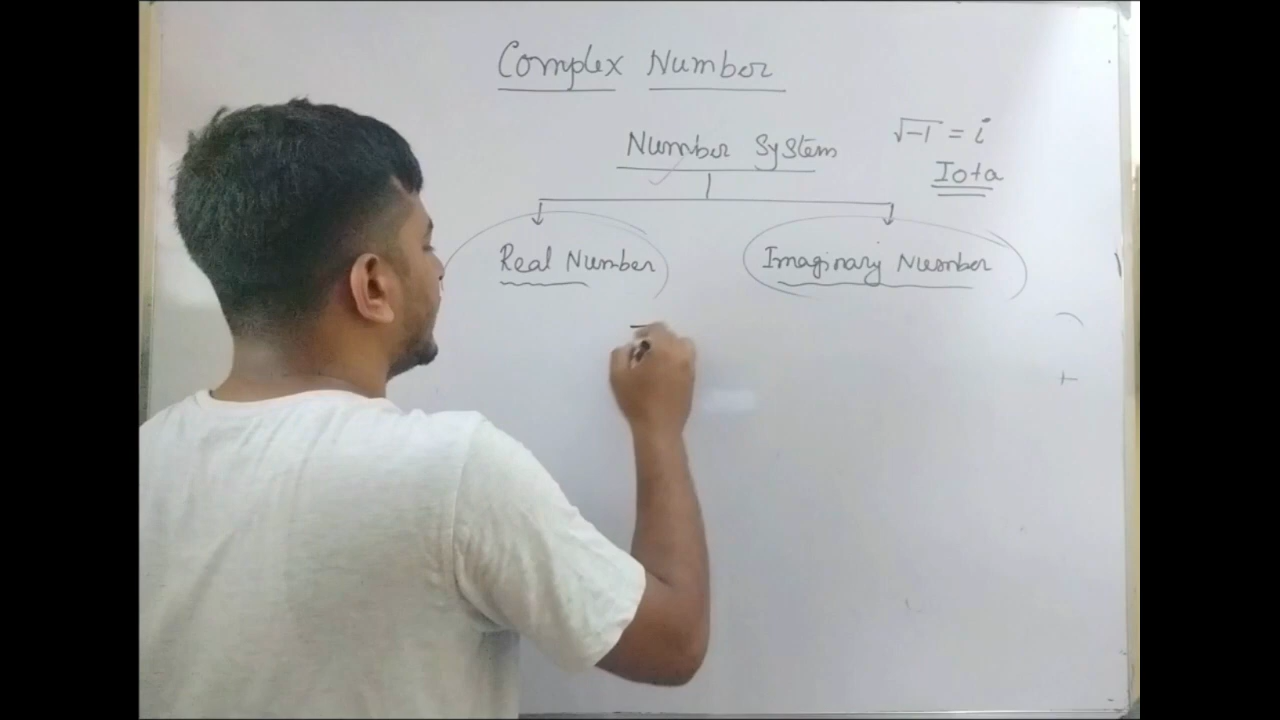 Complex Number
Number System
√-1 = i
Iota
Real Number
Imaginary Number